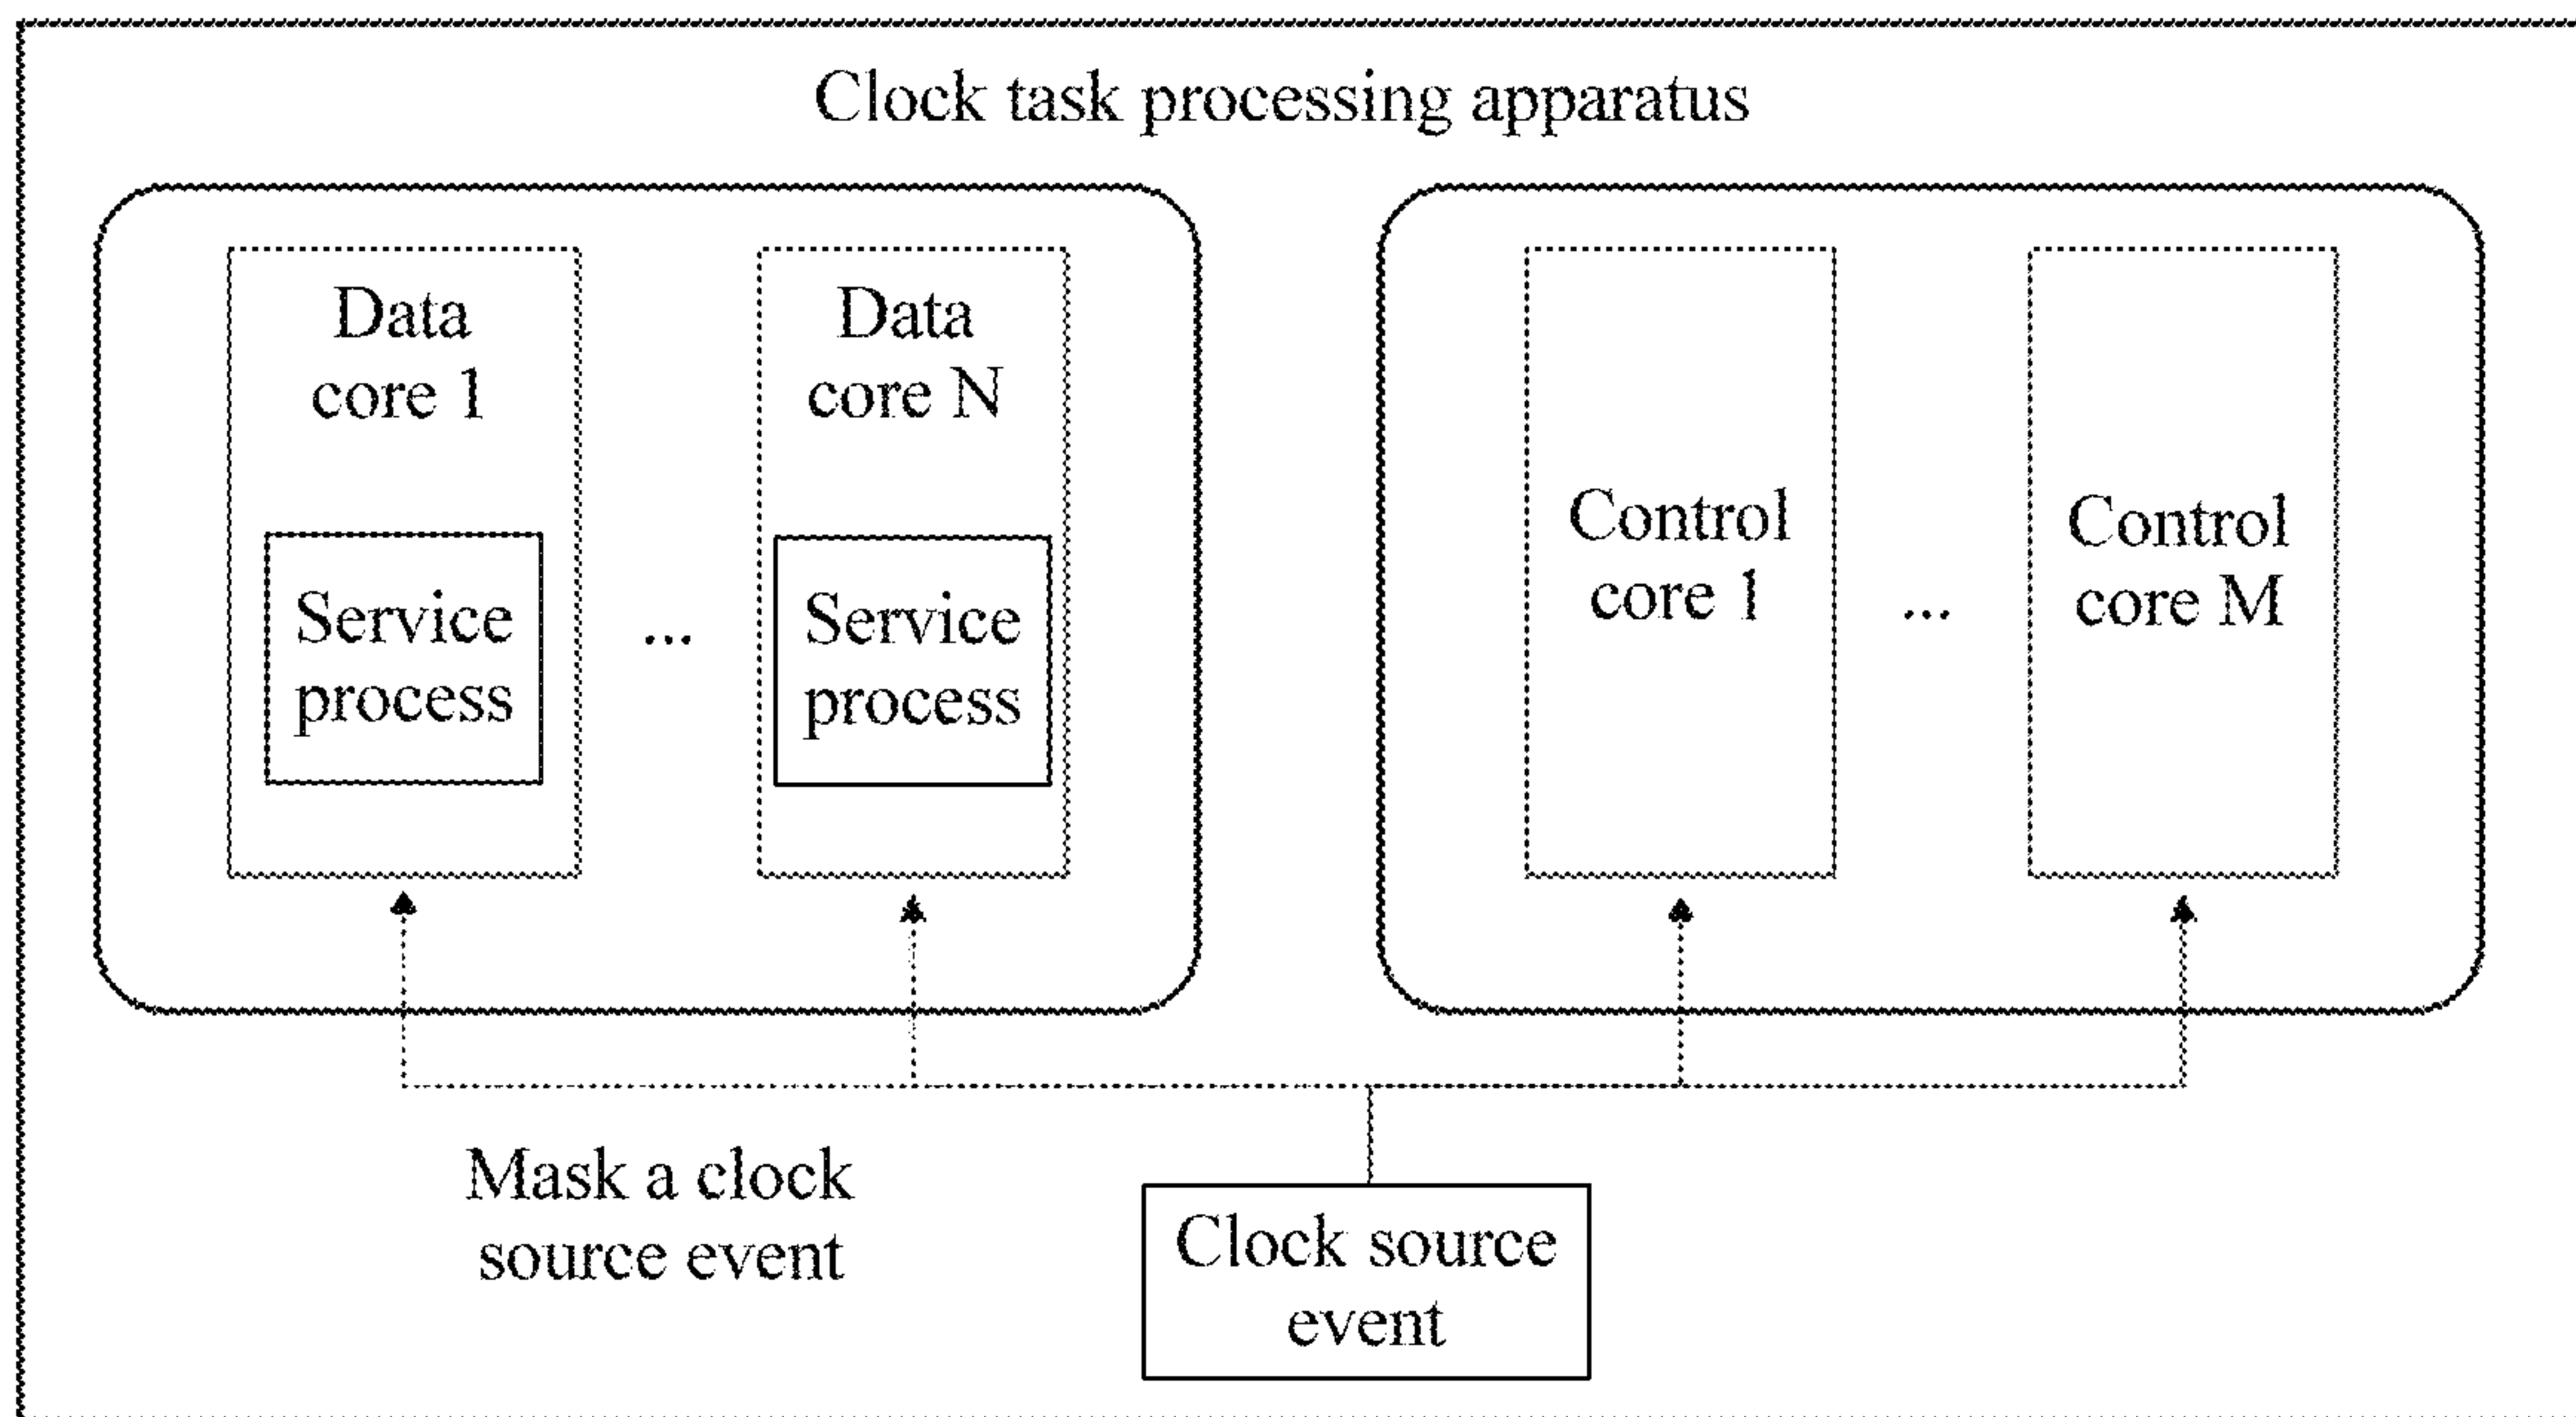 Clock task processing apparatus
Data
core 1
Service
process
...
Data
core N
Service
process
Control
core 1
...
Control
core M
Mask a clock
source event
Clock source
event